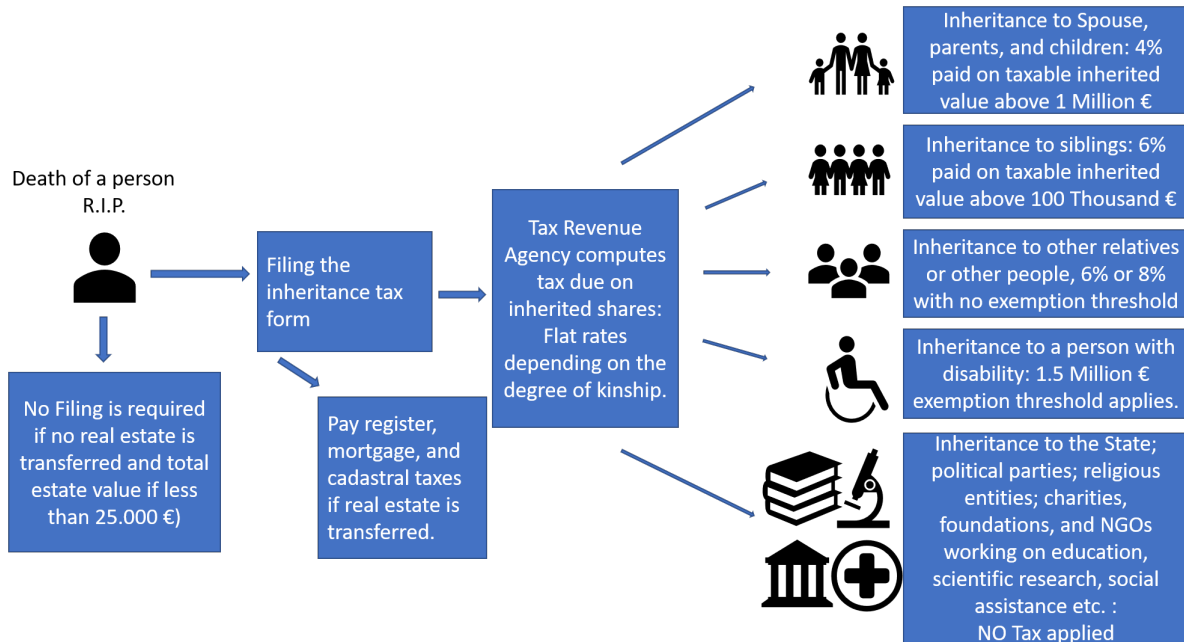 Death of a person
R.I.P.
No Filing is required
if no real estate is
transferred and total
estate value if less
than 25.000 €)
Filing the
inheritance tax
form
Pay register,
mortgage, and
cadastral taxes
if real estate is
transferred.
Tax Revenue
Agency computes
tax due on
inherited shares:
Flat rates
depending on the
degree of kinship.
Inheritance to Spouse,
parents, and children: 4%
paid on taxable inherited
value above 1 Million €
Inheritance to siblings: 6%
paid on taxable inherited
value above 100 Thousand €
Inheritance to other relatives
or other people, 6% or 8%
with no exemption threshold
Inheritance to a person with
disability: 1.5 Million €
exemption threshold applies.
Inheritance to the State;
political parties; religious
entities; charities,
foundations, and NGOs
working on education,
scientific research, social
assistance etc. :
NO Tax applied